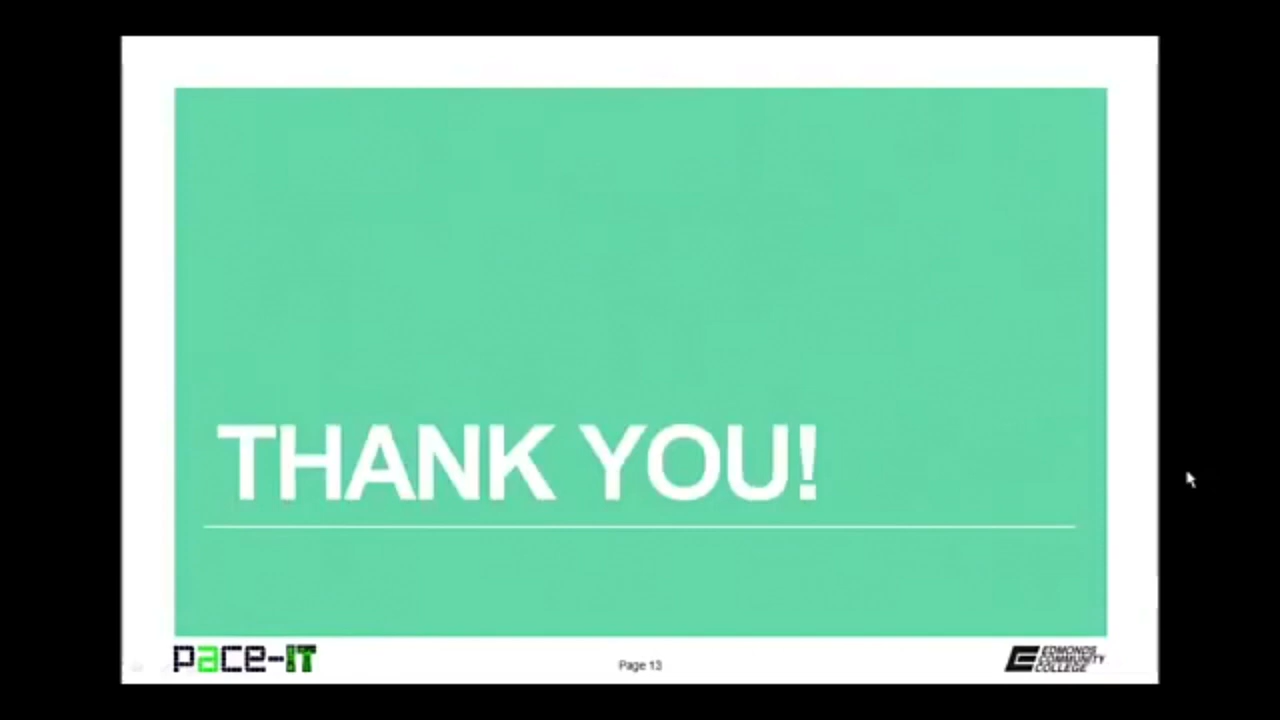 THANK YOU!
pace-IT
Page 13
EDMONDS
COMMUNITY
COLLEGE